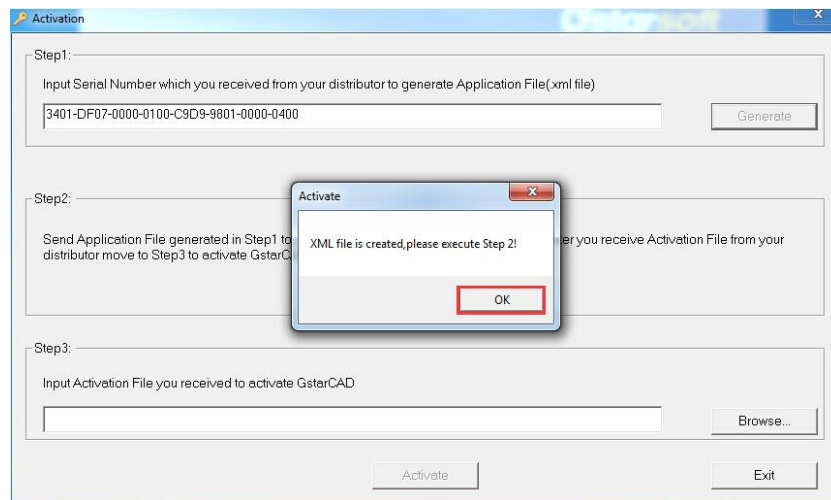 Activation
Step1:
Input Serial Number which you received from your distributor to generate Application File(.xml file)
3401-DF07-0000-0100-C9D9-9801-0000-0400
Generate
Step2:
Send Application File generated in Step1 to
you receive Activation File from your
distributor move to Step3 to activate
Activate
XML file is created,please execute Step 2!
OK
Step3:
Input Activation File you received to activate GstarCAD
Browse...
Activate
Exit